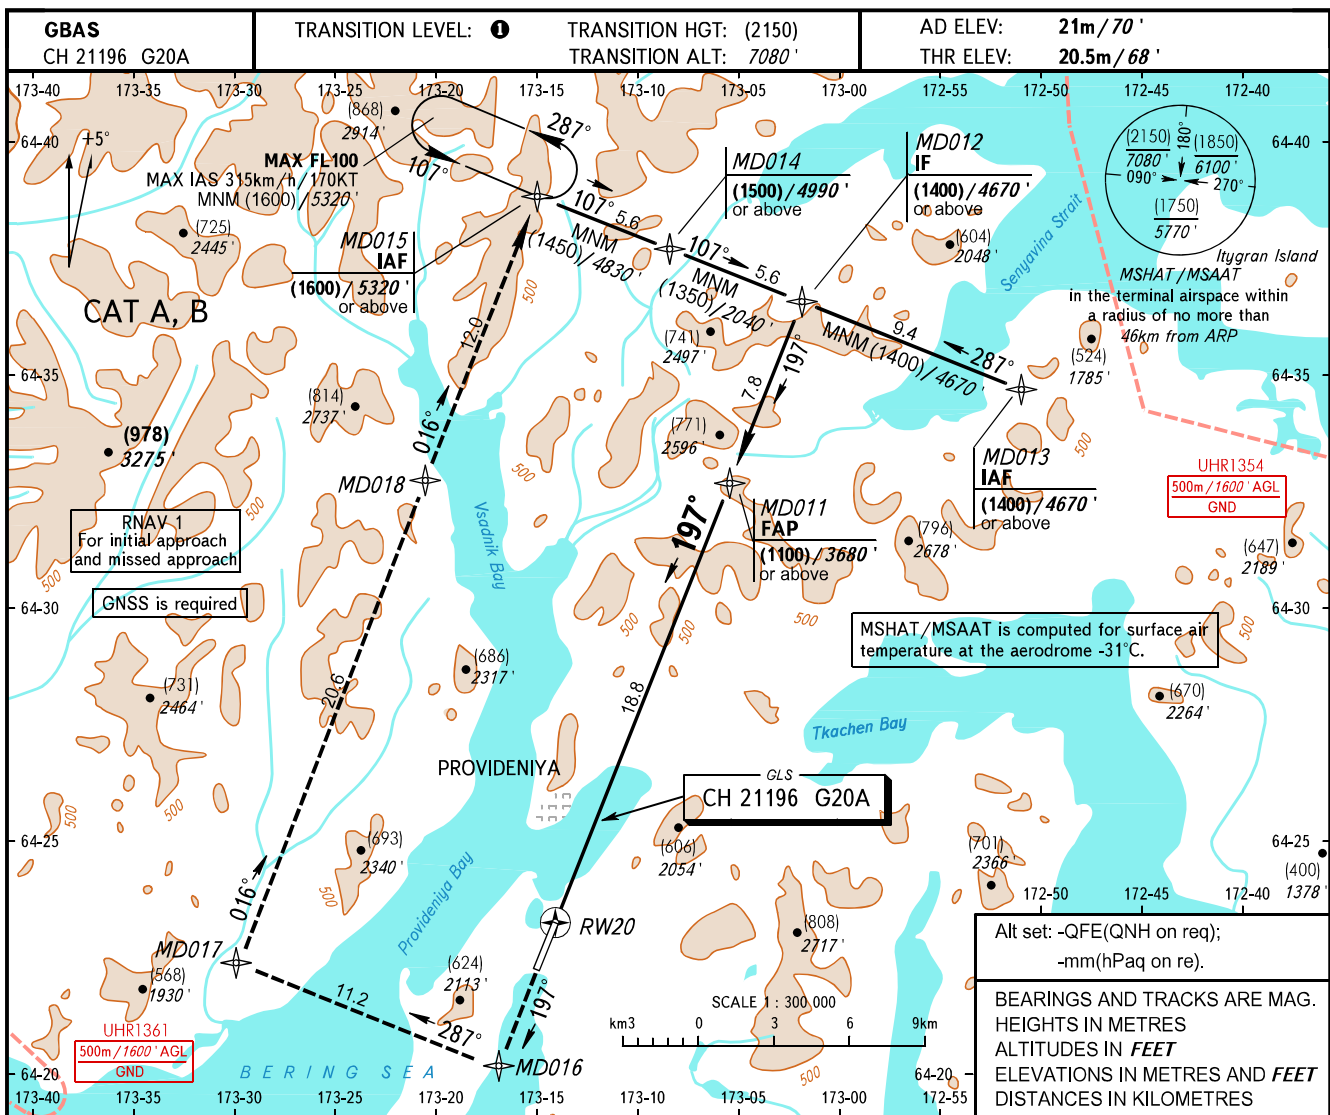 GBAS
CH 21196 G20A
TRANSITION LEVEL: ❶
TRANSITION HGT: (2150)
TRANSITION ALT: 7080 '
AD ELEV: 21m/70 '
THR ELEV: 20.5m/68 '
173-40
173-35
173-30
173-25
173-20
173-15
173-10
173-05
173-00
172-55
172-50
172-45
172-40
64-40
64-40
+5°
(868)
2914'
287°
107°
MAX FL100
MAX IAS 315km/h/170KT
MNM (1600)/5320'
(725)
2445'
MD015
IAF
(1600)/5320'
or above
CAT A, B
107°
5.6
MNM
(1450)/4830'
MD014
(1500)/4990'
or above
107°
5.6
MNM
(1350)/2040'
MD012
IF
(1400)/4670'
or above
(604)
2048'
Senyavina Strait
(2150)
7080'
180°
(1850)
6100'
090°
270°
(1750)
5770'
Itygran Island
MSHAT/MSAAT
in the terminal airspace within
a radius of no more than
46km from ARP
(524)
1785'
9.4
287°
MNM (1400)/4670'
(741)
2497'
500
12.0
197°
7.8
64-35
64-35
(814)
2737'
016°
(771)
2596'
(978)
3275'
MD018
500
500
500
MD013
IAF
(1400)/4670'
or above
UHR1354
500m/1600'AGL
GND
Vsadnik Bay
197°
MD011
FAP
(1100)/3680'
or above
(796)
2678'
(647)
2189'
RNAV 1
For initial approach
and missed approach
500
GNSS is required
64-30
64-30
500
500
500
500
MSHAT/MSAAT is computed for surface air
temperature at the aerodrome -31°C.
(686)
2317'
(731)
2464'
20.6
18.8
(670)
2264'
Tkachen Bay
PROVIDENIYA
GLS
CH 21196 G20A
500
500
64-25
64-25
(693)
2340'
(606)
2054'
(701)
2366'
(400)
1378'
016°
500
Provideniya Bay
172-50
172-45
172-40
RW20
(808)
2717'
MD017
(568)
1930'
(624)
2113'
11.2
287°
197°
MD016
UHR1361
500m/1600'AGL
GND
BERING SEA
SCALE 1 : 300 000
km3
0
3
6
9km
500
64-20
64-20
173-40
173-35
173-30
173-25
173-20
173-15
173-10
173-05
173-00
172-55
Alt set: -QFE(QNH on req);
-mm(hPaq on re).
BEARINGS AND TRACKS ARE MAG.
HEIGHTS IN METRES
ALTITUDES IN FEET
ELEVATIONS IN METRES AND FEET
DISTANCES IN KILOMETRES